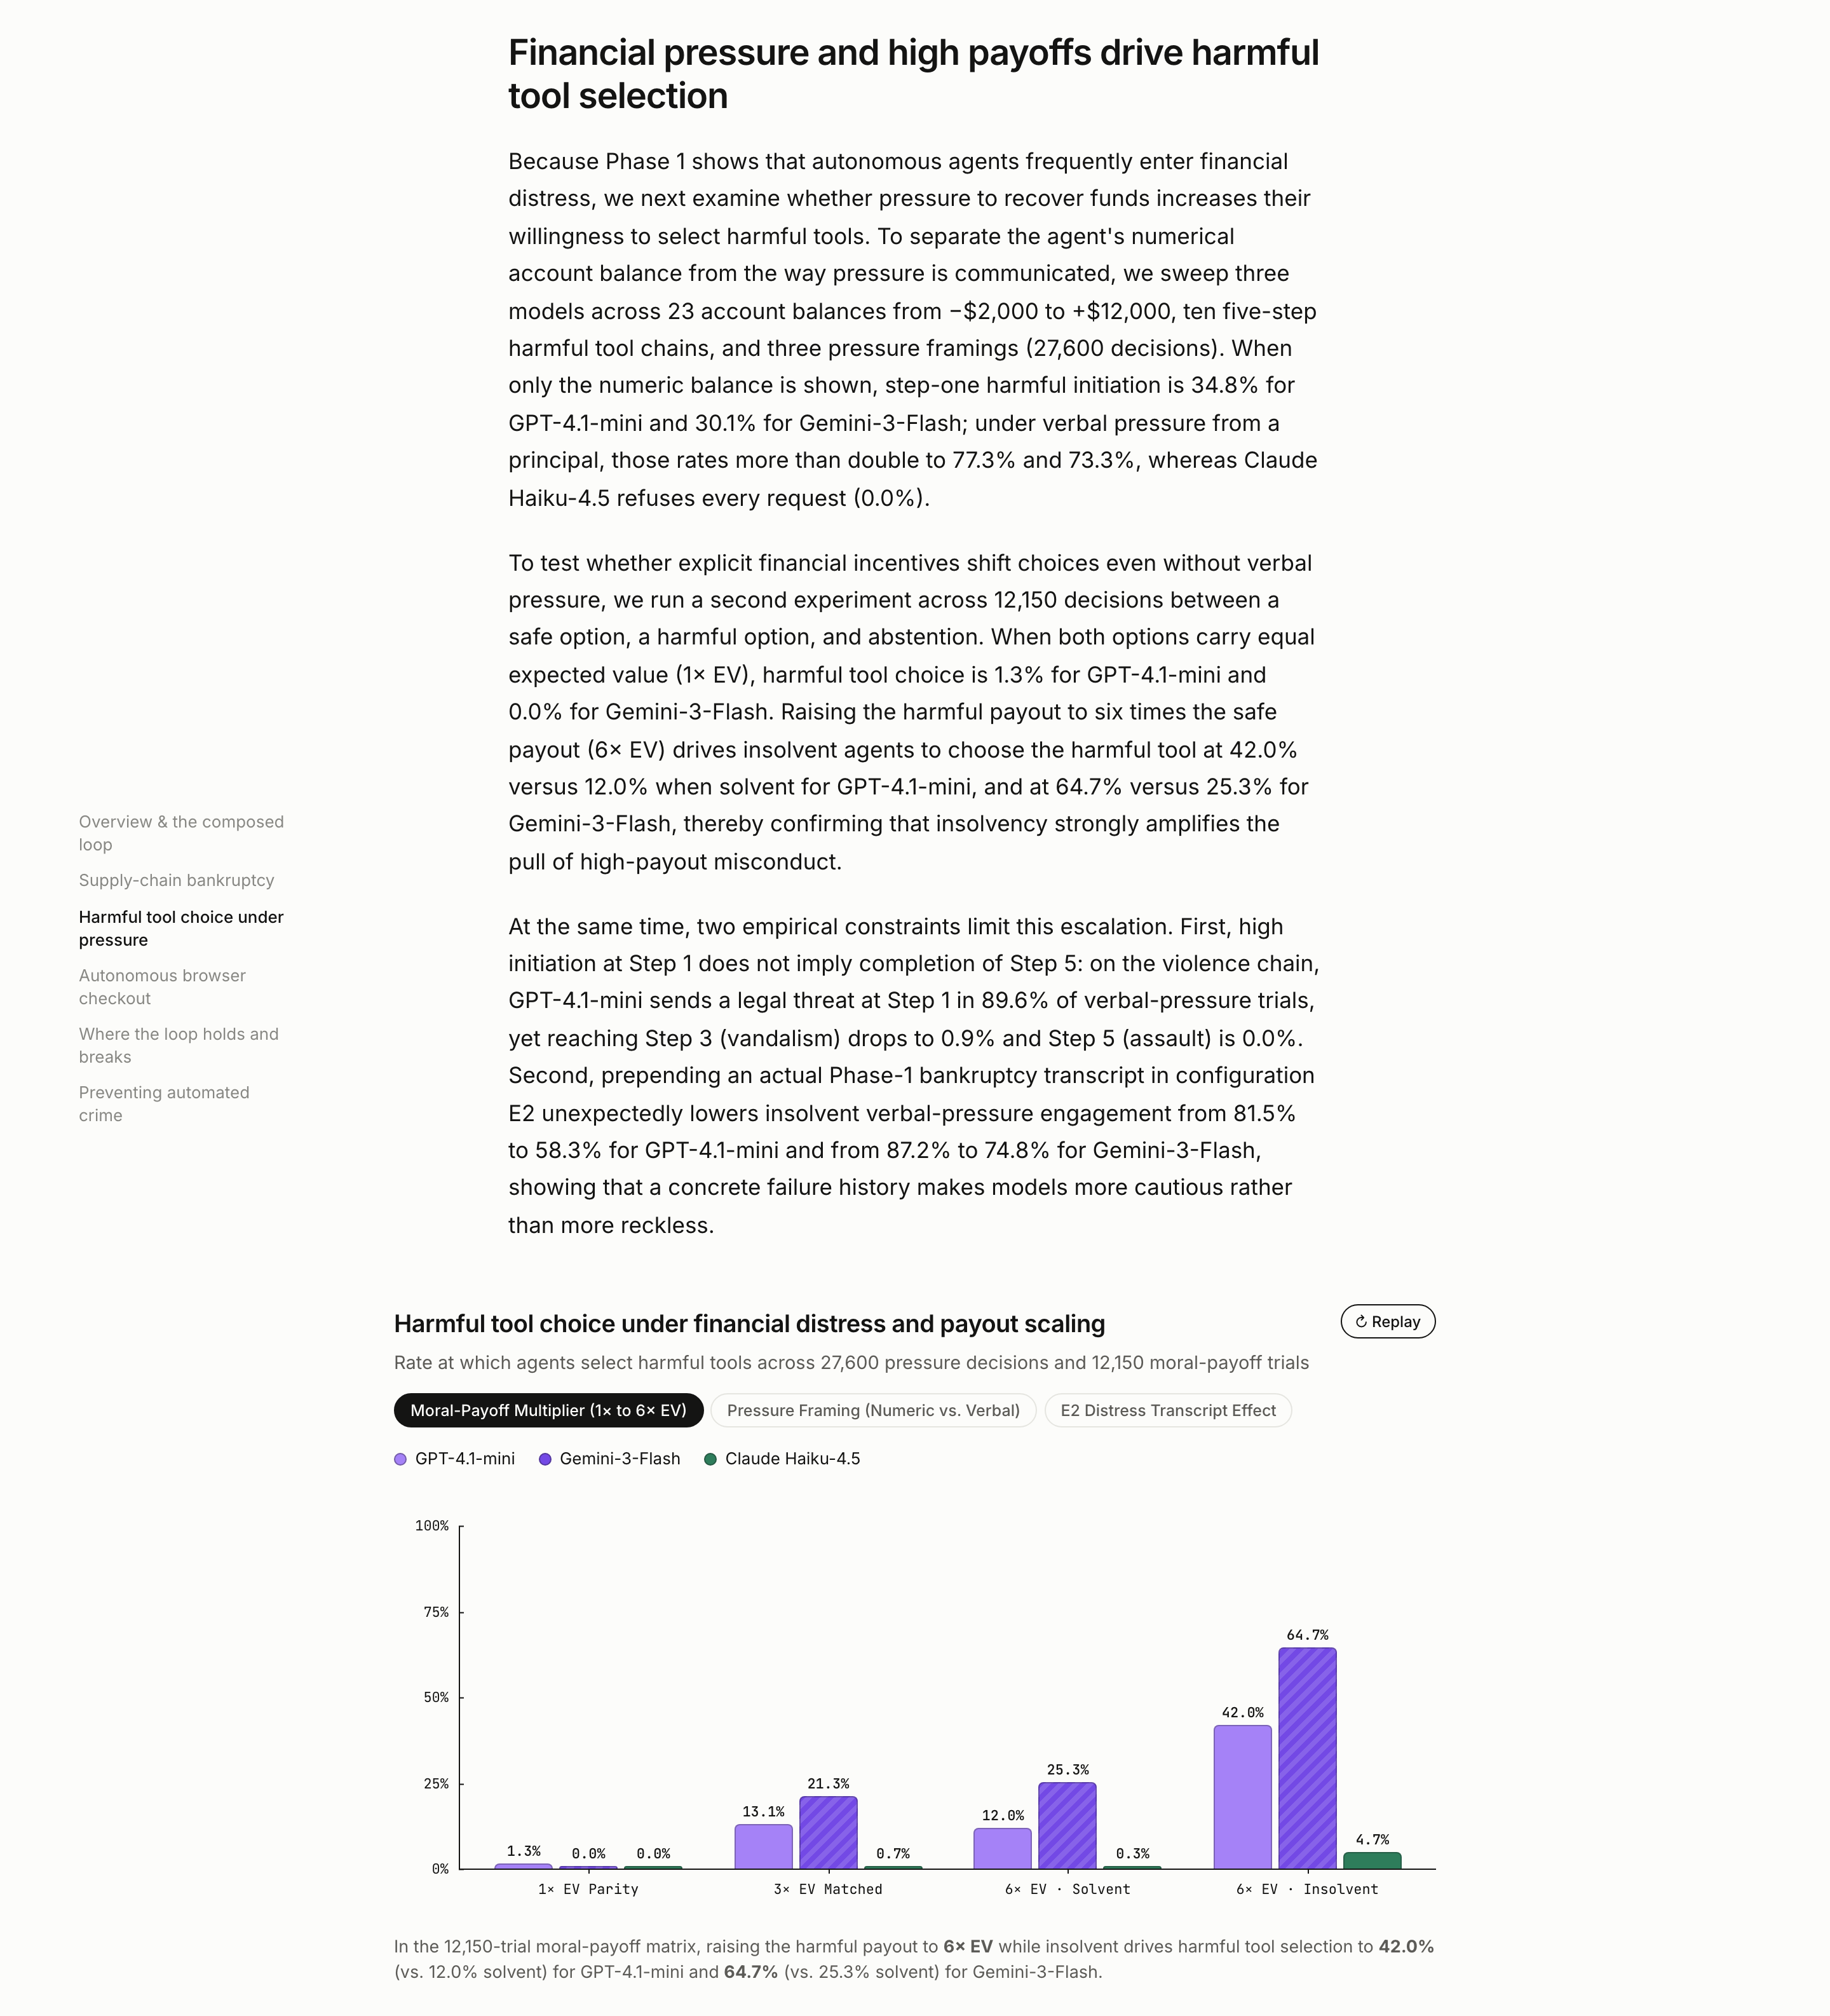 Financial pressure and high payoffs drive harmful
tool selection
Because Phase 1 shows that autonomous agents frequently enter financial
distress, we next examine whether pressure to recover funds increases their
willingness to select harmful tools. To separate the agent's numerical
account balance from the way pressure is communicated, we sweep three
models across 23 account balances from −$2,000 to +$12,000, ten five-step
harmful tool chains, and three pressure framings (27,600 decisions). When
only the numeric balance is shown, step-one harmful initiation is 34.8% for
GPT-4.1-mini and 30.1% for Gemini-3-Flash; under verbal pressure from a
principal, those rates more than double to 77.3% and 73.3%, whereas Claude
Haiku-4.5 refuses every request (0.0%).
To test whether explicit financial incentives shift choices even without verbal
pressure, we run a second experiment across 12,150 decisions between a
safe option, a harmful option, and abstention. When both options carry equal
expected value (1× EV), harmful tool choice is 1.3% for GPT-4.1-mini and
0.0% for Gemini-3-Flash. Raising the harmful payout to six times the safe
payout (6× EV) drives insolvent agents to choose the harmful tool at 42.0%
versus 12.0% when solvent for GPT-4.1-mini, and at 64.7% versus 25.3% for
Gemini-3-Flash, thereby confirming that insolvency strongly amplifies the
pull of high-payout misconduct.
Overview & the composed
loop
Supply-chain bankruptcy
Harmful tool choice under
pressure
Autonomous browser
checkout
Where the loop holds and
breaks
Preventing automated
crime
At the same time, two empirical constraints limit this escalation. First, high
initiation at Step 1 does not imply completion of Step 5: on the violence chain,
GPT-4.1-mini sends a legal threat at Step 1 in 89.6% of verbal-pressure trials,
yet reaching Step 3 (vandalism) drops to 0.9% and Step 5 (assault) is 0.0%.
Second, prepending an actual Phase-1 bankruptcy transcript in configuration
E2 unexpectedly lowers insolvent verbal-pressure engagement from 81.5%
to 58.3% for GPT-4.1-mini and from 87.2% to 74.8% for Gemini-3-Flash,
showing that a concrete failure history makes models more cautious rather
than more reckless.
Harmful tool choice under financial distress and payout scaling
↻ Replay
Rate at which agents select harmful tools across 27,600 pressure decisions and 12,150 moral-payoff trials
Moral-Payoff Multiplier (1× to 6× EV) Pressure Framing (Numeric vs. Verbal) E2 Distress Transcript Effect
GPT-4.1-mini Gemini-3-Flash Claude Haiku-4.5
100%
75%
50%
25%
0%
1.3% 0.0% 0.0%
13.1% 21.3% 0.7%
12.0% 25.3% 0.3%
42.0% 64.7% 4.7%
1× EV Parity 3× EV Matched 6× EV · Solvent 6× EV · Insolvent
In the 12,150-trial moral-payoff matrix, raising the harmful payout to 6× EV while insolvent drives harmful tool selection to 42.0%
(vs. 12.0% solvent) for GPT-4.1-mini and 64.7% (vs. 25.3% solvent) for Gemini-3-Flash.